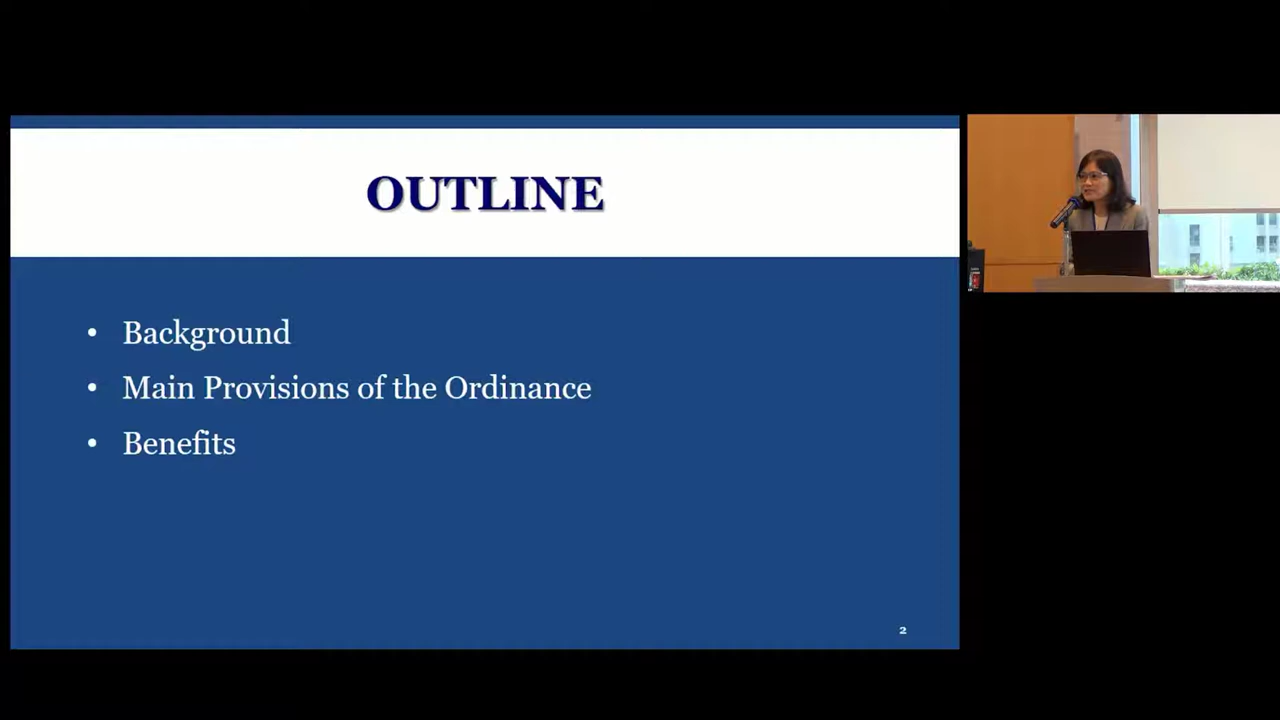 OUTLINE
• Background
• Main Provisions of the Ordinance
• Benefits
2